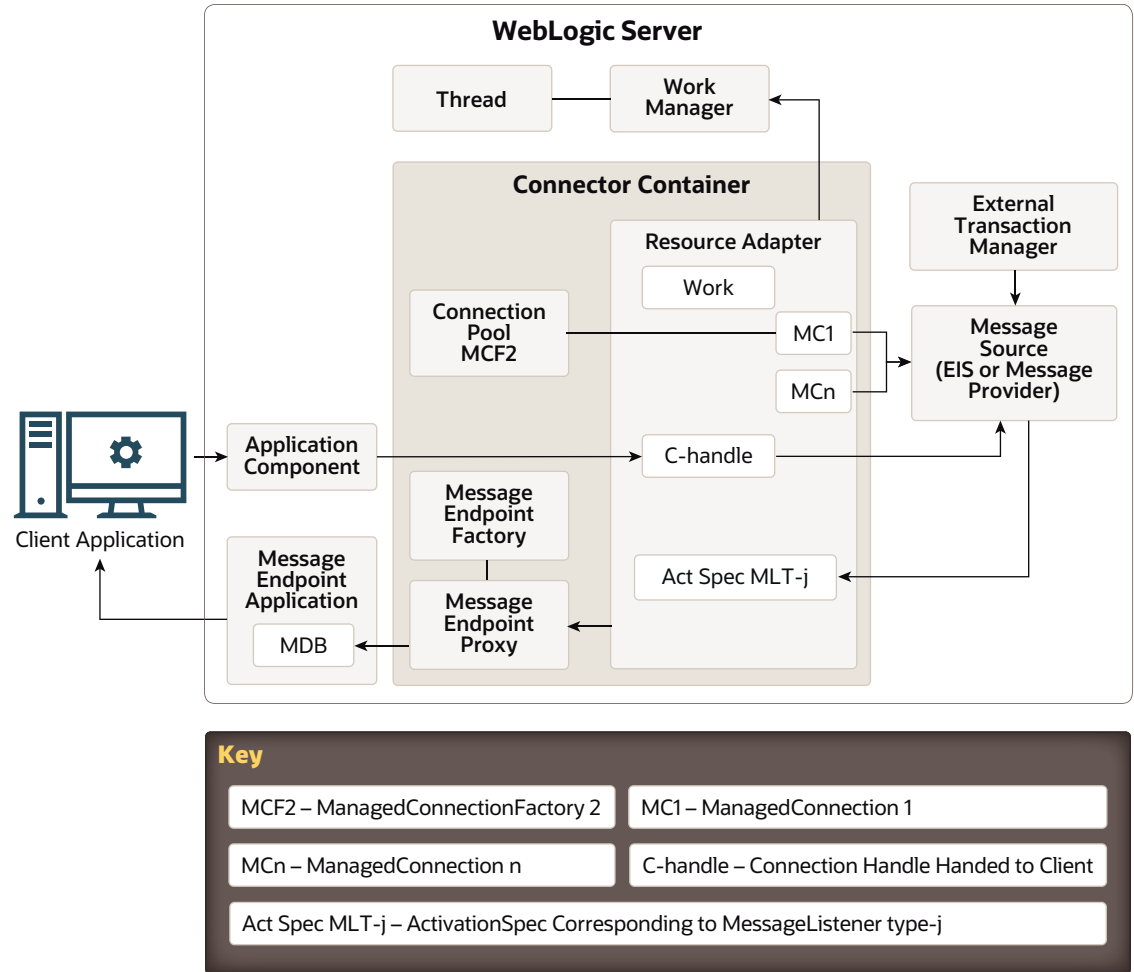 WebLogic Server
Thread
Work
Manager
Connector Container
Resource Adapter
Work
External
Transaction
Manager
Connection
Pool
MCF2
MC1
MCn
Message
Source
(EIS or Message
Provider)
Client Application
Application
Component
C-handle
Message
Endpoint
Factory
Message
Endpoint
Application
MDB
Message
Endpoint
Proxy
Act Spec MLT-j
Key
MCF2 – ManagedConnectionFactory 2
MC1 – ManagedConnection 1
MCn – ManagedConnection n
C-handle – Connection Handle Handed to Client
Act Spec MLT-j – ActivationSpec Corresponding to MessageListener type-j